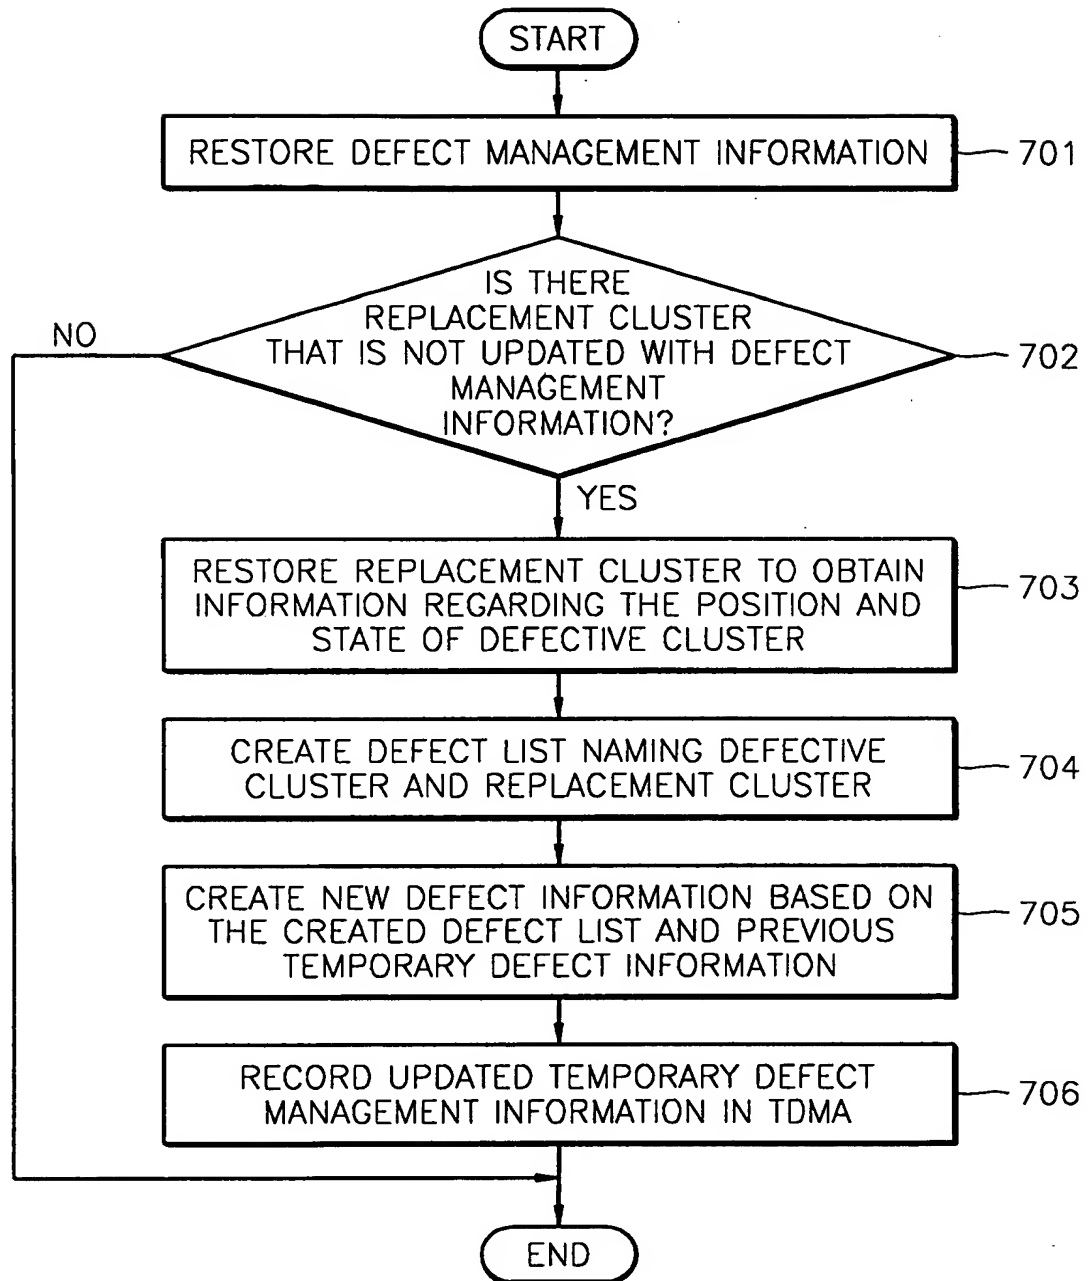 START
RESTORE DEFECT MANAGEMENT INFORMATION
701
IS THERE
REPLACEMENT CLUSTER
THAT IS NOT UPDATED WITH DEFECT
MANAGEMENT
INFORMATION?
702
NO
YES
RESTORE REPLACEMENT CLUSTER TO OBTAIN
INFORMATION REGARDING THE POSITION AND
STATE OF DEFECTIVE CLUSTER
703
CREATE DEFECT LIST NAMING DEFECTIVE
CLUSTER AND REPLACEMENT CLUSTER
704
CREATE NEW DEFECT INFORMATION BASED ON
THE CREATED DEFECT LIST AND PREVIOUS
TEMPORARY DEFECT INFORMATION
705
RECORD UPDATED TEMPORARY DEFECT
MANAGEMENT INFORMATION IN TDMA
706
END